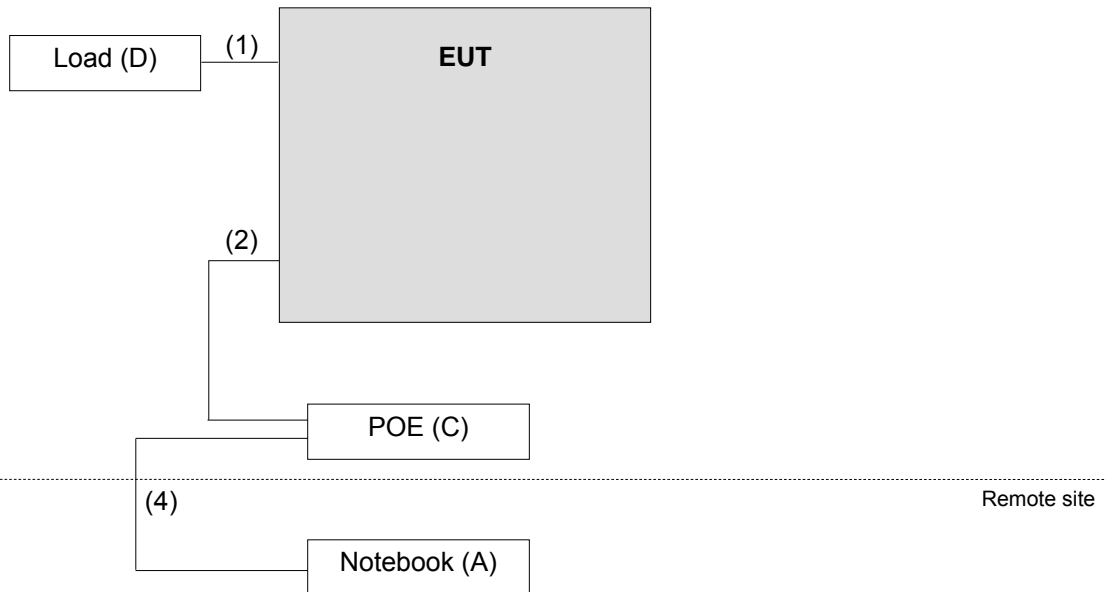 (1)
Load (D)
EUT
(2)
POE (C)
(4)
Remote site
Notebook (A)